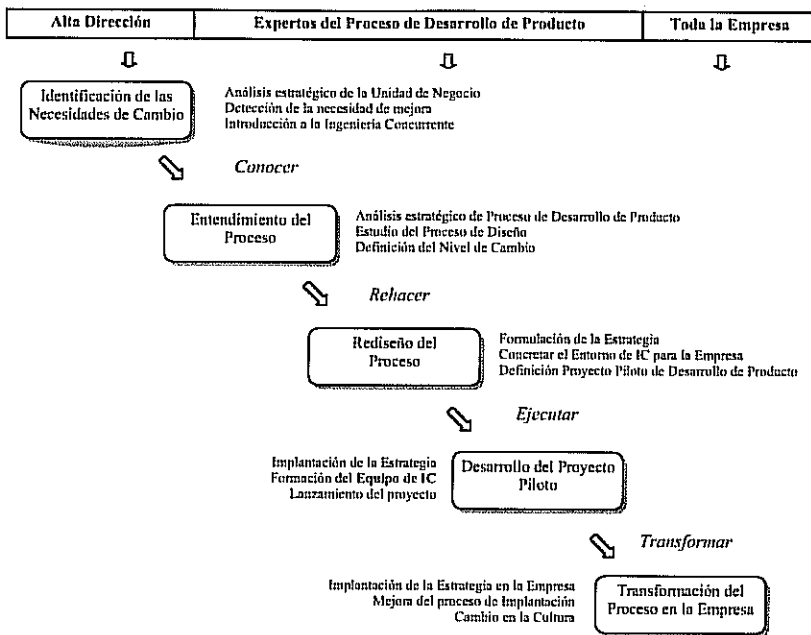 Alta Dirección
Expertos del Proceso de Desarrollo de Producto
Toda la Empresa
Identificación de las
Necesidades de Cambio
Análisis estratégico de la Unidad de Negocio
Detección de la necesidad de mejora
Introducción a la Ingeniería Concurrente
Conocer
Entendimiento del
Proceso
Análisis estratégico de Proceso de Desarrollo de Producto
Estudio del Proceso de Diseño
Definición del Nivel de Cambio
Rehacer
Rediseño del
Proceso
Formulación de la Estrategia
Concretar el Entorno de IC para la Empresa
Definición Proyecto Piloto de Desarrollo de Producto
Ejecutar
Implantación de la Estrategia
Formación del Equipo de IC
Lanzamiento del proyecto
Desarrollo del Proyecto
Piloto
Transformar
Implantación de la Estrategia en la Empresa
Mejora del proceso de Implantación
Cambio en la Cultura
Transformación del
Proceso en la Empresa